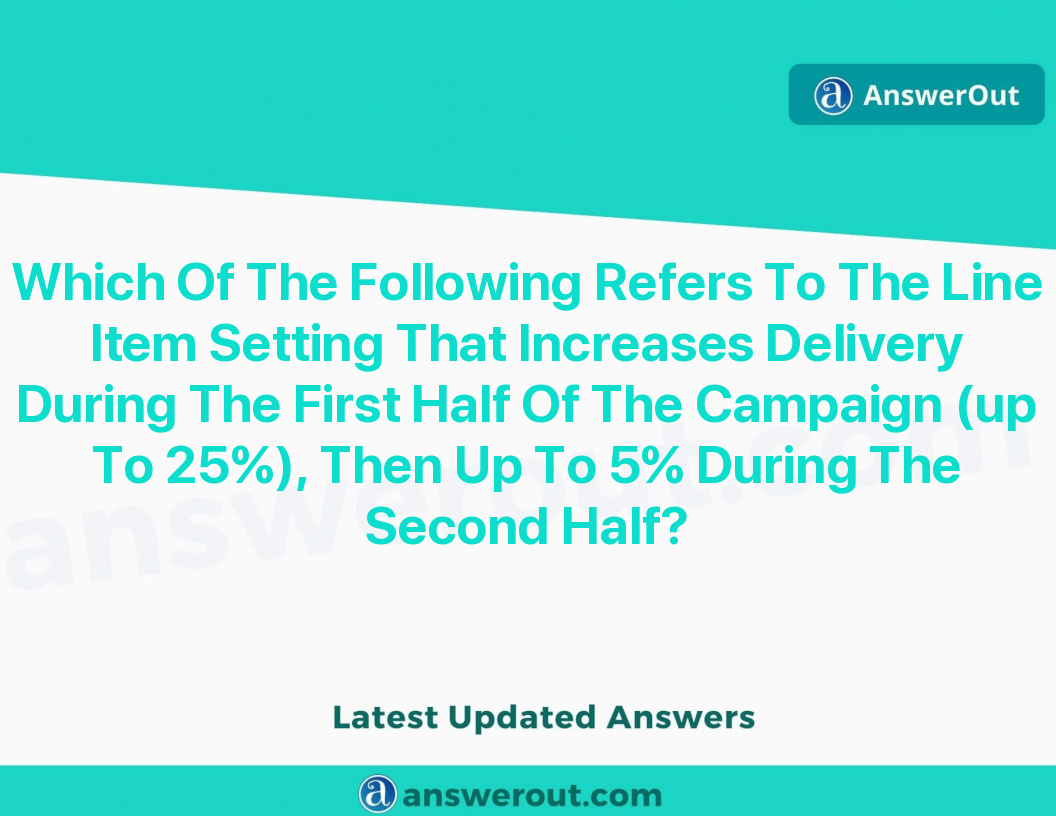 AnswerOut
Which Of The Following Refers To The Line
Item Setting That Increases Delivery
During The First Half Of The Campaign (up
To 25%), Then Up To 5% During The
Second Half?
answerout.com
Latest Updated Answers
answerout.com